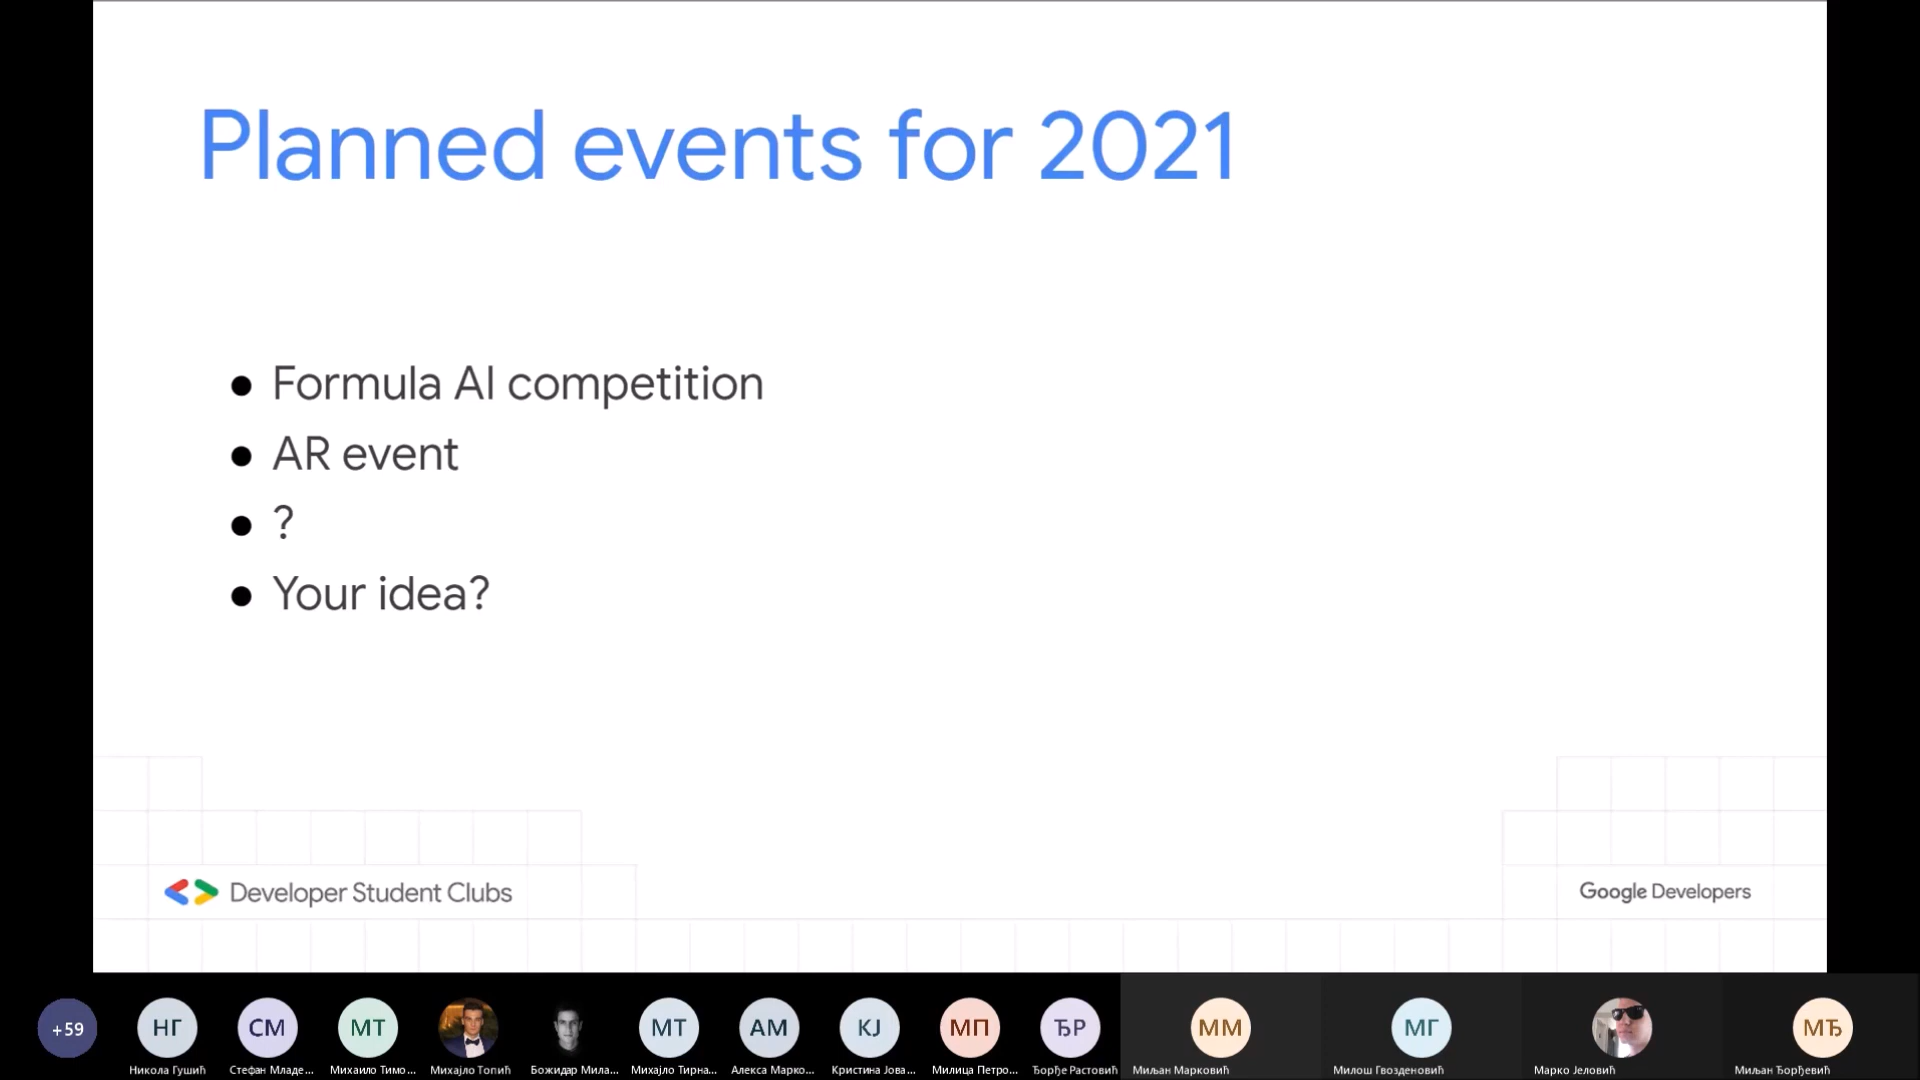 Planned events for 2021
● Formula AI competition
● AR event
● ?
● Your idea?
Developer Student Clubs
Google Developers
+59
НГ
СМ
МТ
МТ
АМ
КЈ
МП
ЂР
ММ
МГ
МЂ
Никола Гушић
Стефан Младе...
Михаило Тимо...
Михајло Топић
Божидар Мила...
Михајло Тирна...
Алекса Марко...
Кристина Јова...
Милица Петро...
Ђорђе Растовић
Миљан Марковић
Милош Гвозденовић
Марко Јеловић
Миљан Ђорђевић